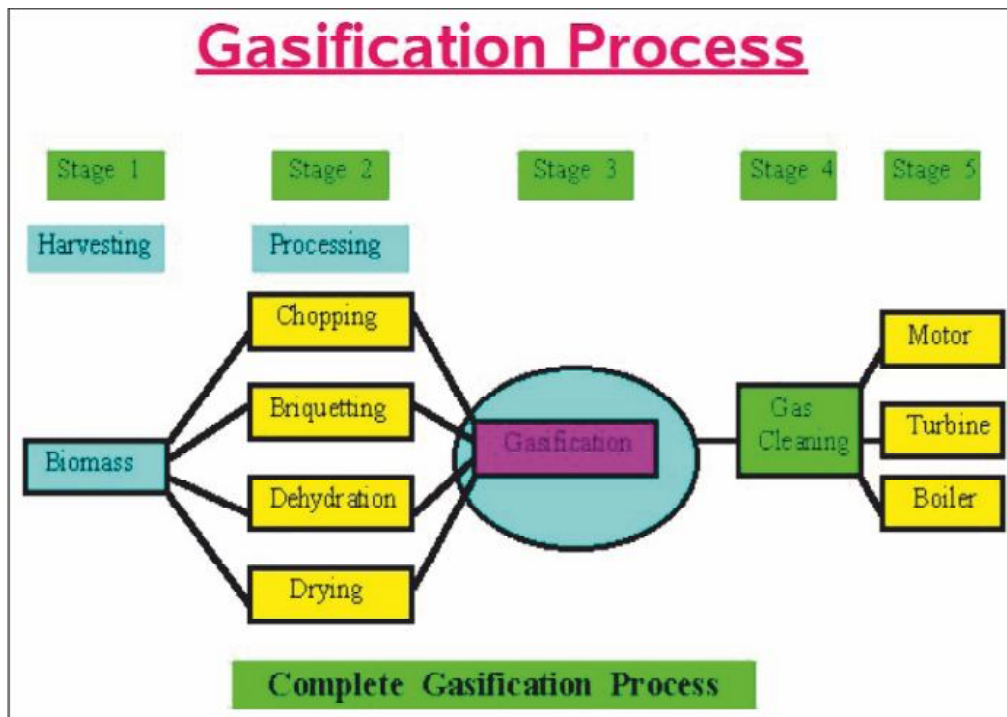 Gasification Process
Stage 1
Stage 2
Stage 3
Stage 4
Stage 5
Harvesting
Processing
Chopping
Briquetting
Dehydration
Drying
Biomass
Gasification
Gas
Cleaning
Motor
Turbine
Boiler
Complete Gasification Process